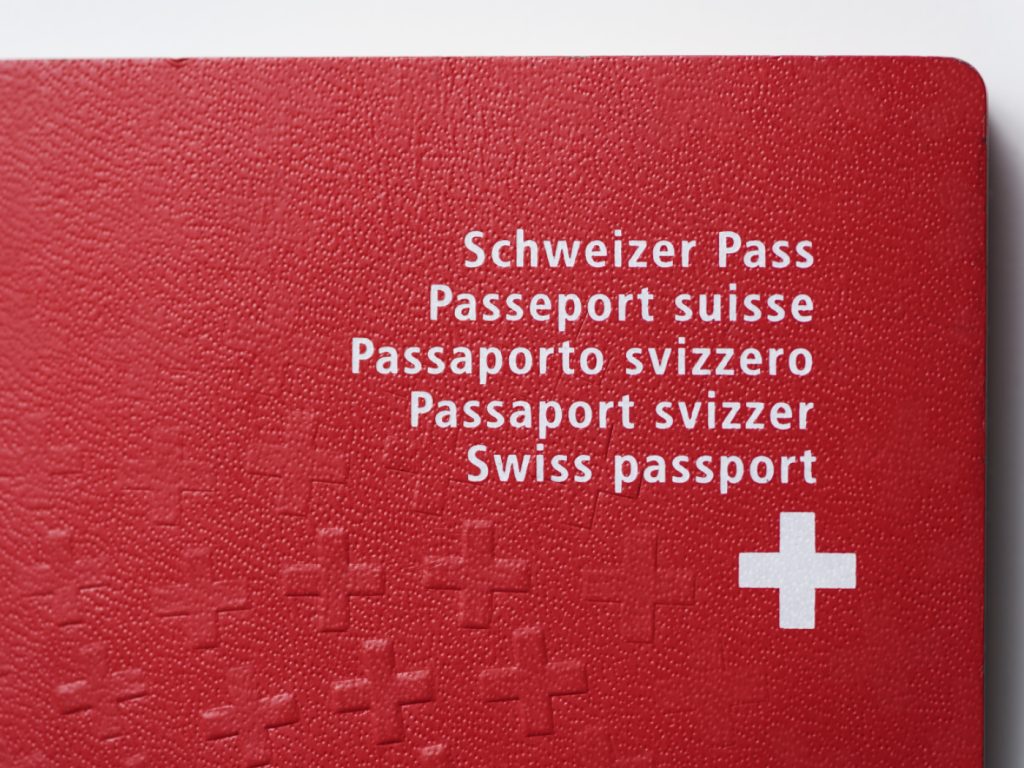 Schweizer Pass
Passeport suisse
Passaporto svizzero
Passaport svizzer
Swiss passport